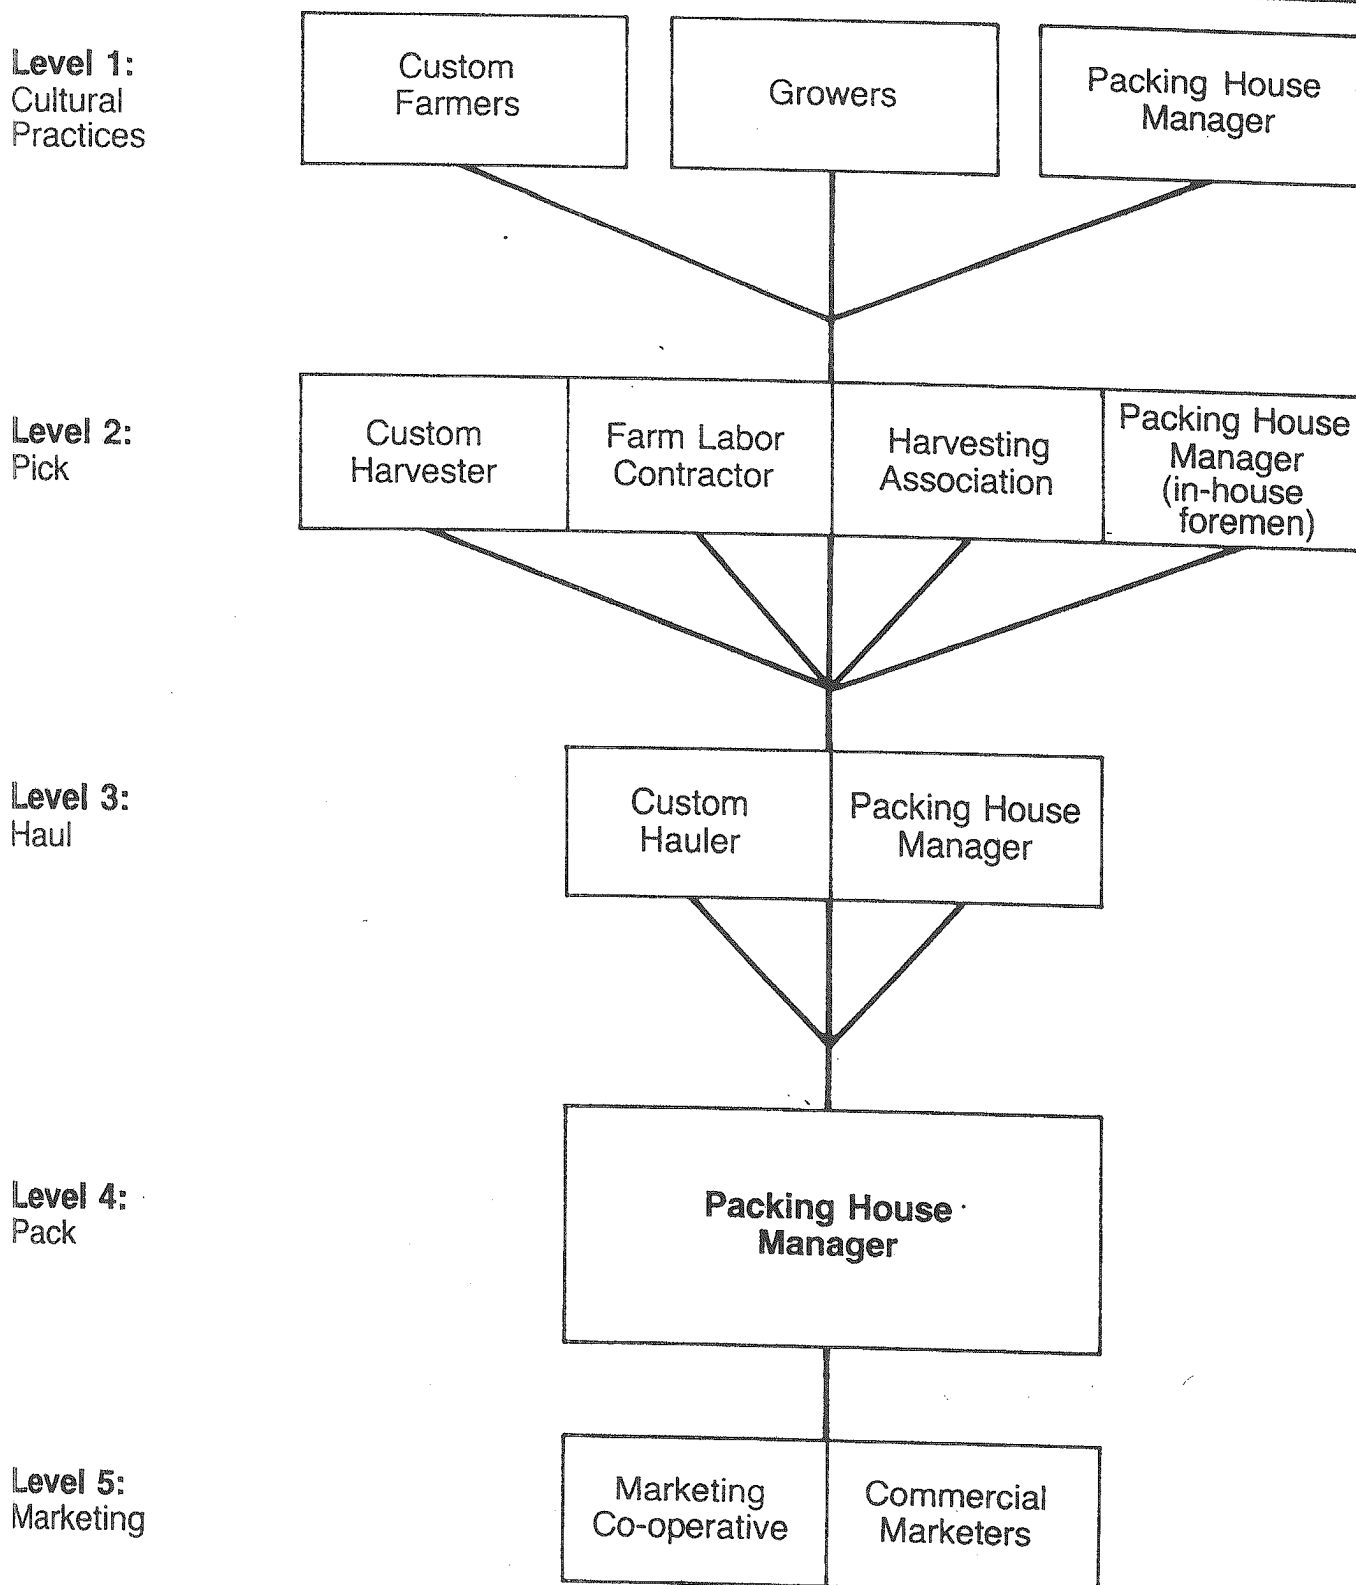 Level 1:
Cultural
Practices
Custom
Farmers
Growers
Packing House
Manager
Level 2:
Pick
Custom
Harvester
Farm Labor
Contractor
Harvesting
Association
Packing House
Manager
(in-house
foremen)
Level 3:
Haul
Custom
Hauler
Packing House
Manager
Level 4:
Pack
Packing House
Manager
Level 5:
Marketing
Marketing
Co-operative
Commercial
Marketers